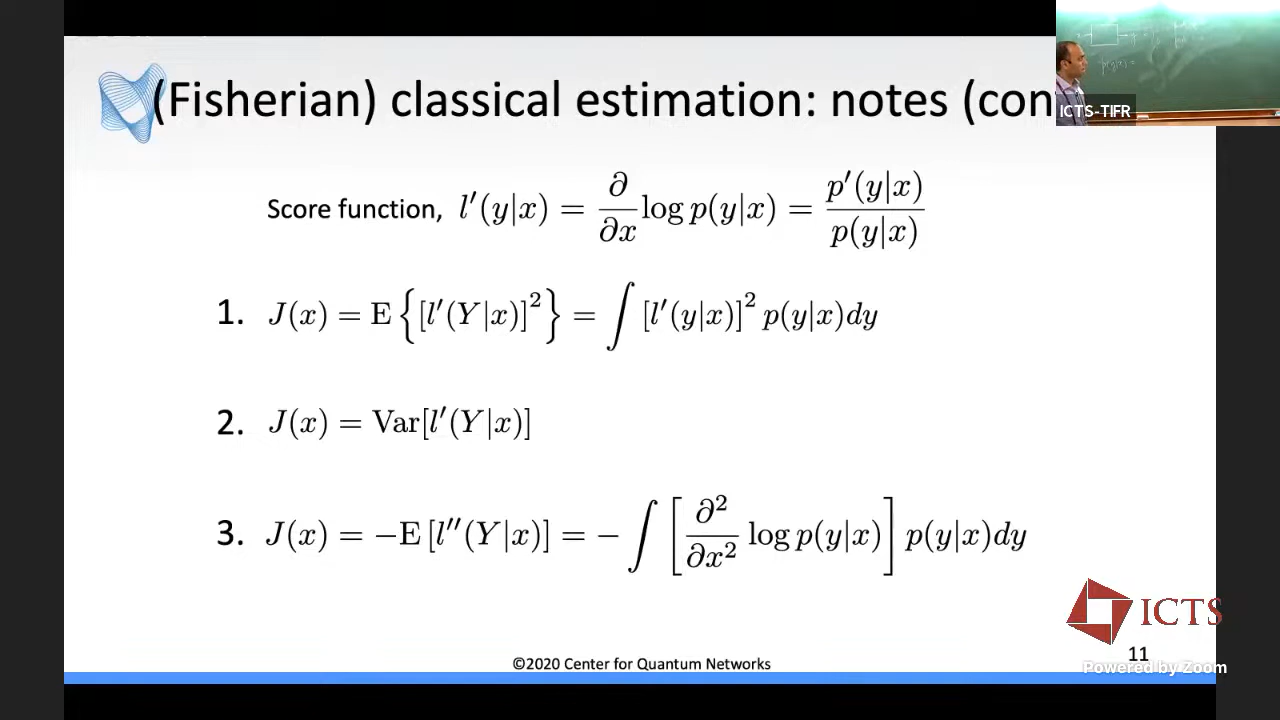 (Fisherian) classical estimation: notes (con
ICTS-TIFR
Score function, l′(y|x) = ∂/∂x log p(y|x) = p′(y|x)/p(y|x)
1. J(x) = E{[l′(Y|x)]²} = ∫ [l′(y|x)]² p(y|x)dy
2. J(x) = Var[l′(Y|x)]
3. J(x) = −E [l″(Y|x)] = − ∫ [∂²/∂x² log p(y|x)] p(y|x)dy
ICTS
11
©2020 Center for Quantum Networks
Powered by Zoom